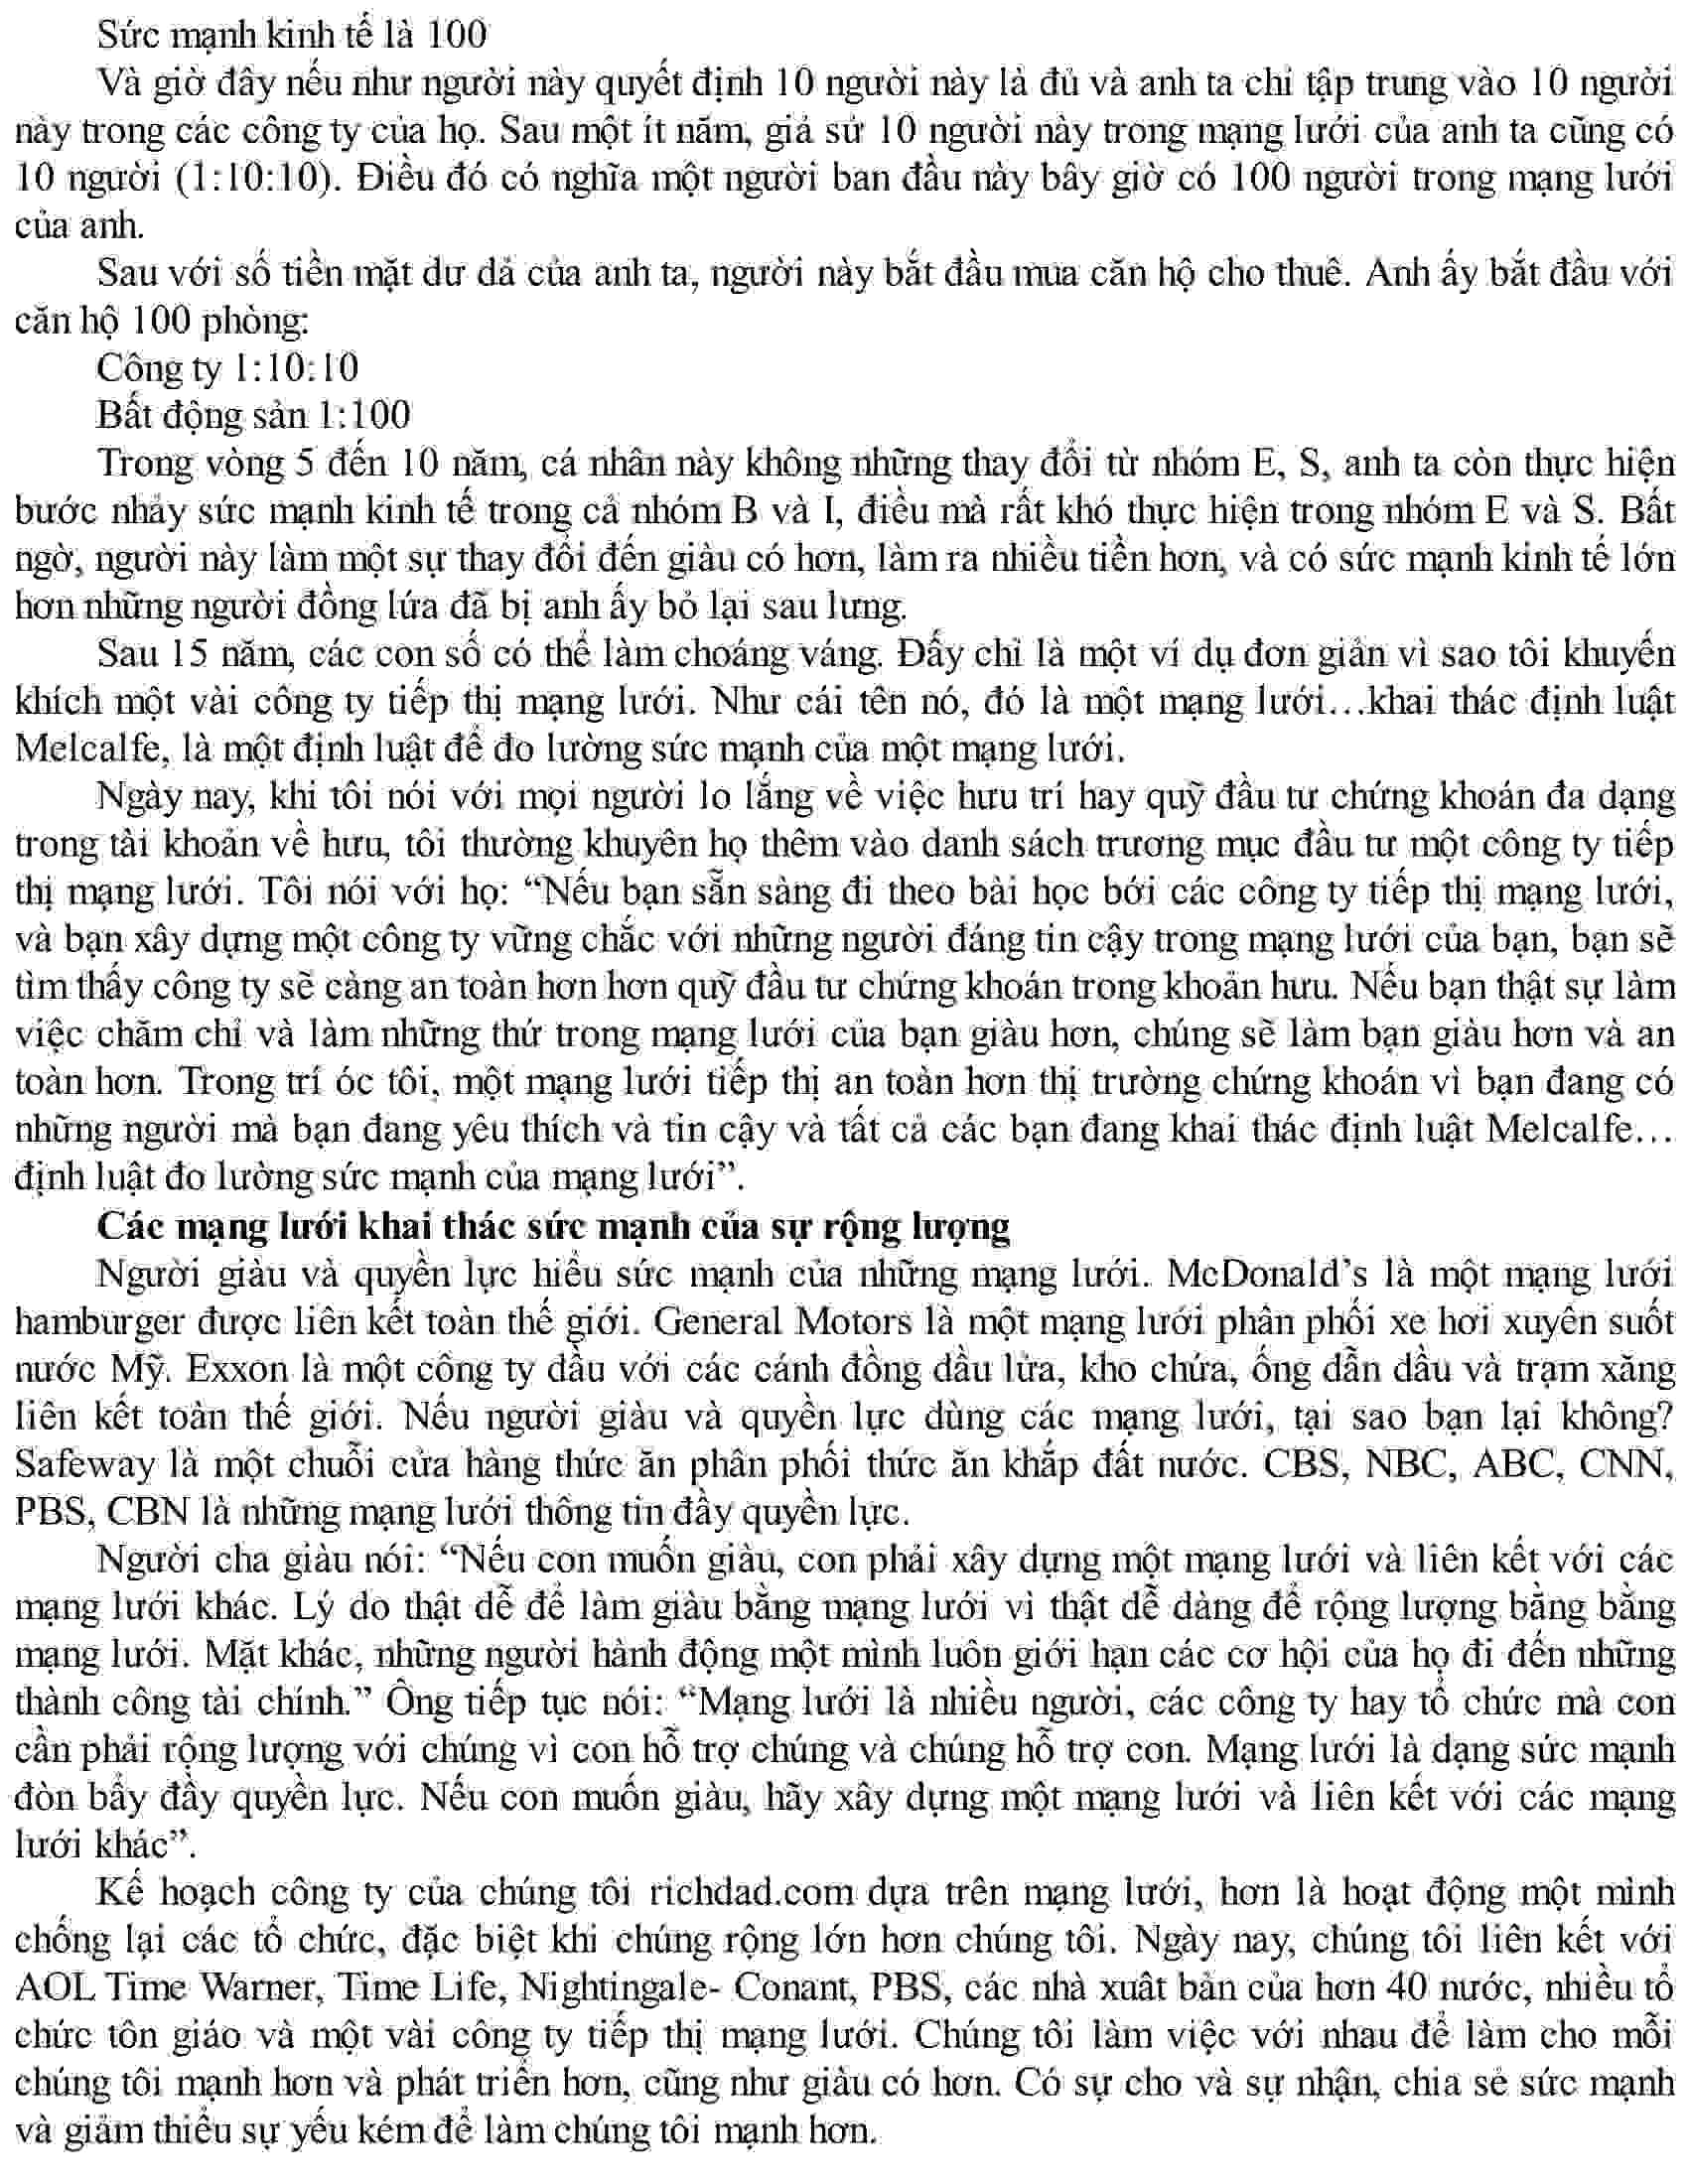 Sức mạnh kinh tế là 100
Và giờ đây nếu như người này quyết định 10 người này là đủ và anh ta chỉ tập trung vào 10 người
này trong các công ty của họ. Sau một ít năm, giả sử 10 người này trong mạng lưới của anh ta cũng có
10 người (1:10:10). Điều đó có nghĩa một người ban đầu này bây giờ có 100 người trong mạng lưới
của anh.
Sau với số tiền mặt dư dả của anh ta, người này bắt đầu mua căn hộ cho thuê. Anh ấy bắt đầu với
căn hộ 100 phòng:
Công ty 1:10:10
Bất động sản 1:100
Trong vòng 5 đến 10 năm, cá nhân này không những thay đổi từ nhóm E, S, anh ta còn thực hiện
bước nhảy sức mạnh kinh tế trong cả nhóm B và I, điều mà rất khó thực hiện trong nhóm E và S. Bất
ngờ, người này làm một sự thay đổi đến giàu có hơn, làm ra nhiều tiền hơn, và có sức mạnh kinh tế lớn
hơn những người đồng lứa đã bị anh ấy bỏ lại sau lưng.
Sau 15 năm, các con số có thể làm choáng váng. Đấy chỉ là một ví dụ đơn giản vì sao tôi khuyến
khích một vài công ty tiếp thị mạng lưới. Như cái tên nó, đó là một mạng lưới…khai thác định luật
Melcalfe, là một định luật để đo lường sức mạnh của một mạng lưới.
Ngày nay, khi tôi nói với mọi người lo lắng về việc hưu trí hay quỹ đầu tư chứng khoán đa dạng
trong tài khoản về hưu, tôi thường khuyên họ thêm vào danh sách trương mục đầu tư một công ty tiếp
thị mạng lưới. Tôi nói với họ: “Nếu bạn sẵn sàng đi theo bài học bởi các công ty tiếp thị mạng lưới,
và bạn xây dựng một công ty vững chắc với những người đáng tin cậy trong mạng lưới của bạn, bạn sẽ
tìm thấy công ty sẽ càng an toàn hơn hơn quỹ đầu tư chứng khoán trong khoản hưu. Nếu bạn thật sự làm
việc chăm chỉ và làm những thứ trong mạng lưới của bạn giàu hơn, chúng sẽ làm bạn giàu hơn và an
toàn hơn. Trong trí óc tôi, một mạng lưới tiếp thị an toàn hơn thị trường chứng khoán vì bạn đang có
những người mà bạn đang yêu thích và tin cậy và tất cả các bạn đang khai thác định luật Melcalfe…
định luật đo lường sức mạnh của mạng lưới”.
Các mạng lưới khai thác sức mạnh của sự rộng lượng
Người giàu và quyền lực hiểu sức mạnh của những mạng lưới. McDonald’s là một mạng lưới
hamburger được liên kết toàn thế giới. General Motors là một mạng lưới phân phối xe hơi xuyên suốt
nước Mỹ. Exxon là một công ty dầu với các cánh đồng dầu lửa, kho chứa, ống dẫn dầu và trạm xăng
liên kết toàn thế giới. Nếu người giàu và quyền lực dùng các mạng lưới, tại sao bạn lại không?
Safeway là một chuỗi cửa hàng thức ăn phân phối thức ăn khắp đất nước. CBS, NBC, ABC, CNN,
PBS, CBN là những mạng lưới thông tin đầy quyền lực.
Người cha giàu nói: “Nếu con muốn giàu, con phải xây dựng một mạng lưới và liên kết với các
mạng lưới khác. Lý do thật dễ để làm giàu bằng mạng lưới vì thật dễ dàng để rộng lượng bằng bằng
mạng lưới. Mặt khác, những người hành động một mình luôn giới hạn các cơ hội của họ đi đến những
thành công tài chính.” Ông tiếp tục nói: “Mạng lưới là nhiều người, các công ty hay tổ chức mà con
cần phải rộng lượng với chúng vì con hỗ trợ chúng và chúng hỗ trợ con. Mạng lưới là dạng sức mạnh
đòn bẩy đầy quyền lực. Nếu con muốn giàu, hãy xây dựng một mạng lưới và liên kết với các mạng
lưới khác”.
Kế hoạch công ty của chúng tôi richdad.com dựa trên mạng lưới, hơn là hoạt động một mình
chống lại các tổ chức, đặc biệt khi chúng rộng lớn hơn chúng tôi. Ngày nay, chúng tôi liên kết với
AOL Time Warner, Time Life, Nightingale- Conant, PBS, các nhà xuât bản của hơn 40 nước, nhiều tổ
chức tôn giáo và một vài công ty tiếp thị mạng lưới. Chúng tôi làm việc với nhau để làm cho mỗi
chúng tôi mạnh hơn và phát triển hơn, cũng như giàu có hơn. Có sự cho và sự nhận, chia sẻ sức mạnh
và giảm thiểu sự yếu kém để làm chúng tôi mạnh hơn.